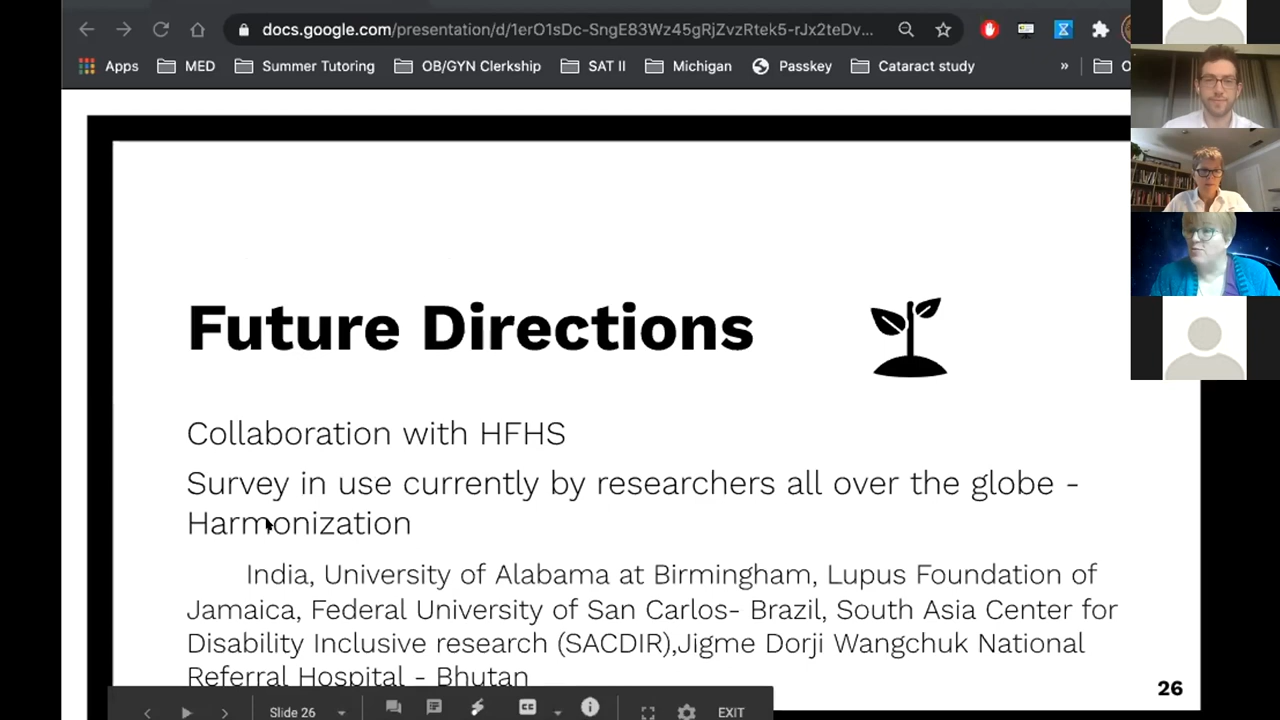 docs.google.com/presentation/d/1erO1sDc-SngE83Wz45gRjZvzRtek5-rJx2teDv...
Apps MED Summer Tutoring OB/GYN Clerkship SAT II Michigan Passkey Cataract study » O
Future Directions
Collaboration with HFHS
Survey in use currently by researchers all over the globe -
Harmonization
India, University of Alabama at Birmingham, Lupus Foundation of
Jamaica, Federal University of San Carlos- Brazil, South Asia Center for
Disability Inclusive research (SACDIR),Jigme Dorji Wangchuk National
Referral Hospital - Bhutan
26
Slide 26 CC EXIT